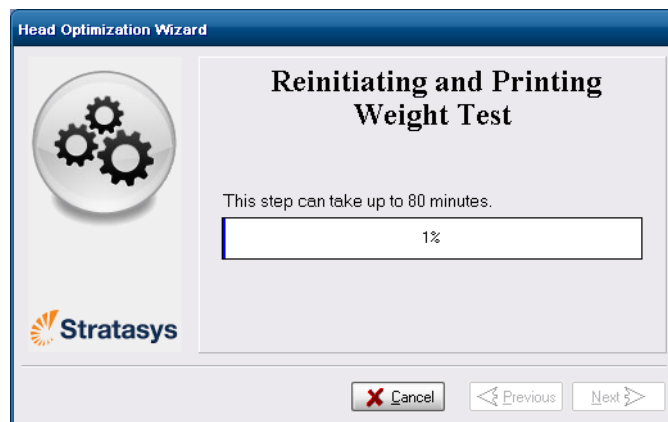 Head Optimization Wizard
Reinitiating and Printing
Weight Test
This step can take up to 80 minutes.
1%
Stratasys
Cancel
Previous
Next